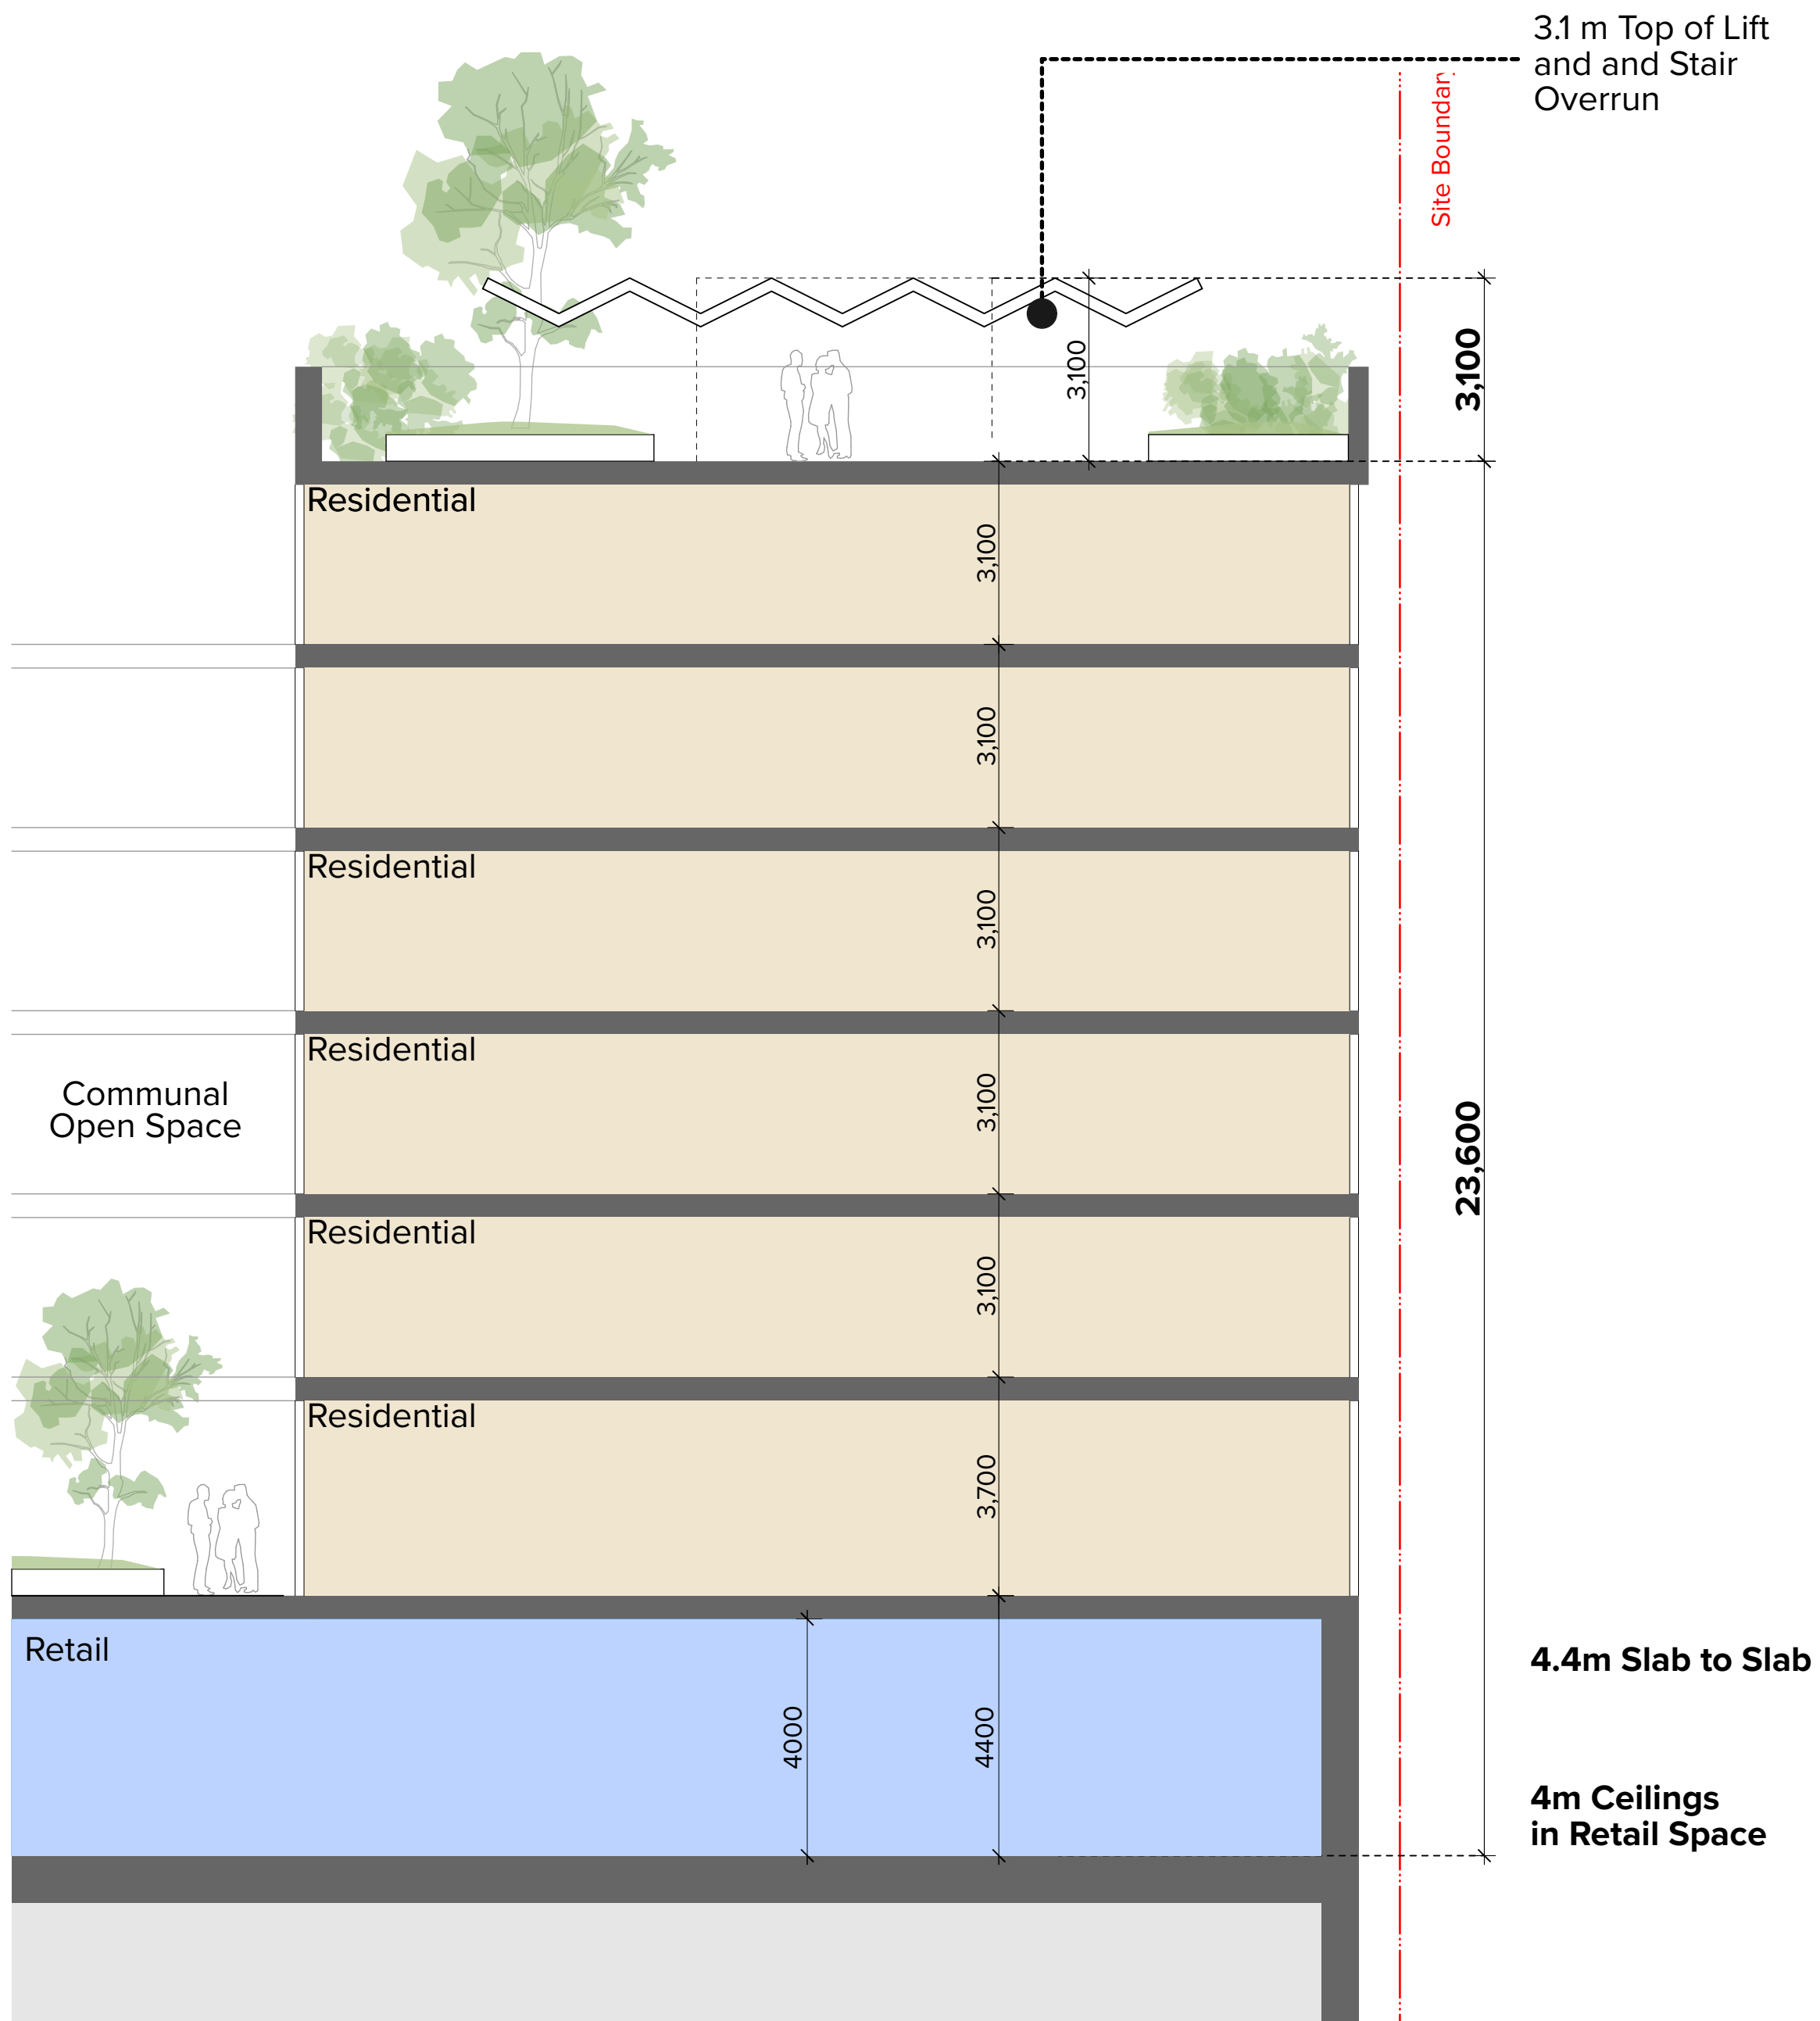 3.1 m Top of Lift
and and Stair
Overrun
Site Boundary
3,100
3,100
Residential
3,100
3,100
Residential
3,100
Residential
3,100
Communal
Open Space
23,600
Residential
3,100
Residential
3,700
Retail
4.4m Slab to Slab
4000
4400
4m Ceilings
in Retail Space